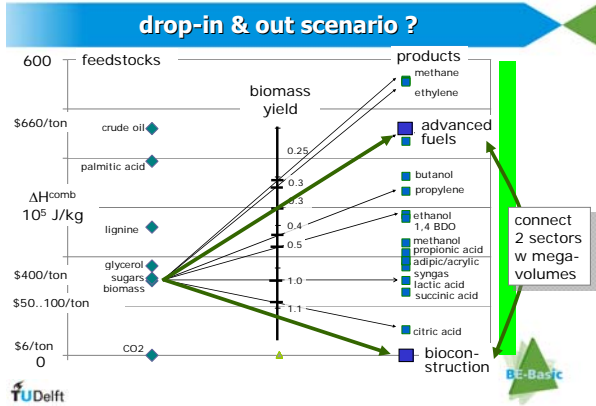 drop-in & out scenario ?
600
feedstocks
products
biomass
yield
methane
ethylene
$660/ton
crude oil
advanced
fuels
palmitic acid
0.25
0.3
0.3
butanol
propylene
ΔHcomb
10⁵ J/kg
lignine
0.4
0.5
ethanol
1,4 BDO
connect
2 sectors
w mega-
volumes
methanol
propionic acid
adipic/acrylic
syngas
lactic acid
succinic acid
glycerol
sugars
biomass
$400/ton
$50..100/ton
1.0
1.1
citric acid
$6/ton
0
CO2
biocon-
struction
BE-Basic
TUDelft